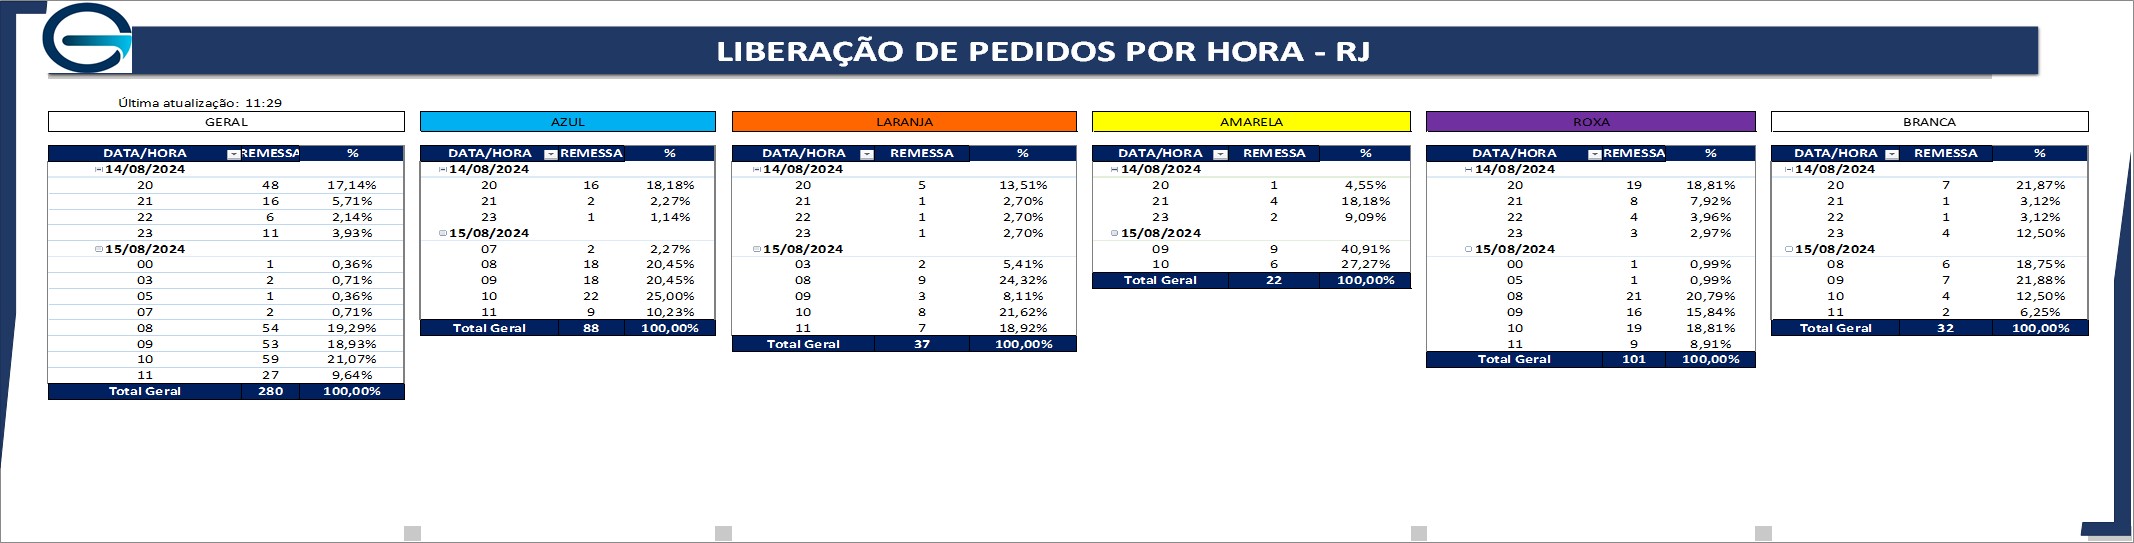 LIBERAÇÃO DE PEDIDOS POR HORA - RJ
Última atualização: 11:29
GERAL
DATA/HORA REMESSA %
14/08/2024
20 48 17,14%
21 16 5,71%
22 6 2,14%
23 11 3,93%
15/08/2024
00 1 0,36%
03 2 0,71%
05 1 0,36%
07 2 0,71%
08 54 19,29%
09 53 18,93%
10 59 21,07%
11 27 9,64%
Total Geral 280 100,00%
AZUL
DATA/HORA REMESSA %
14/08/2024
20 16 18,18%
21 2 2,27%
23 1 1,14%
15/08/2024
07 2 2,27%
08 18 20,45%
09 18 20,45%
10 22 25,00%
11 9 10,23%
Total Geral 88 100,00%
LARANJA
DATA/HORA REMESSA %
14/08/2024
20 5 13,51%
21 1 2,70%
22 1 2,70%
23 1 2,70%
15/08/2024
03 2 5,41%
08 9 24,32%
09 3 8,11%
10 8 21,62%
11 7 18,92%
Total Geral 37 100,00%
AMARELA
DATA/HORA REMESSA %
14/08/2024
20 1 4,55%
21 4 18,18%
23 2 9,09%
15/08/2024
09 9 40,91%
10 6 27,27%
Total Geral 22 100,00%
ROXA
DATA/HORA REMESSA %
14/08/2024
20 19 18,81%
21 8 7,92%
22 4 3,96%
23 3 2,97%
15/08/2024
00 1 0,99%
05 1 0,99%
08 21 20,79%
09 16 15,84%
10 19 18,81%
11 9 8,91%
Total Geral 101 100,00%
BRANCA
DATA/HORA REMESSA %
14/08/2024
20 7 21,87%
21 1 3,12%
22 1 3,12%
23 4 12,50%
15/08/2024
08 6 18,75%
09 7 21,88%
10 4 12,50%
11 2 6,25%
Total Geral 32 100,00%